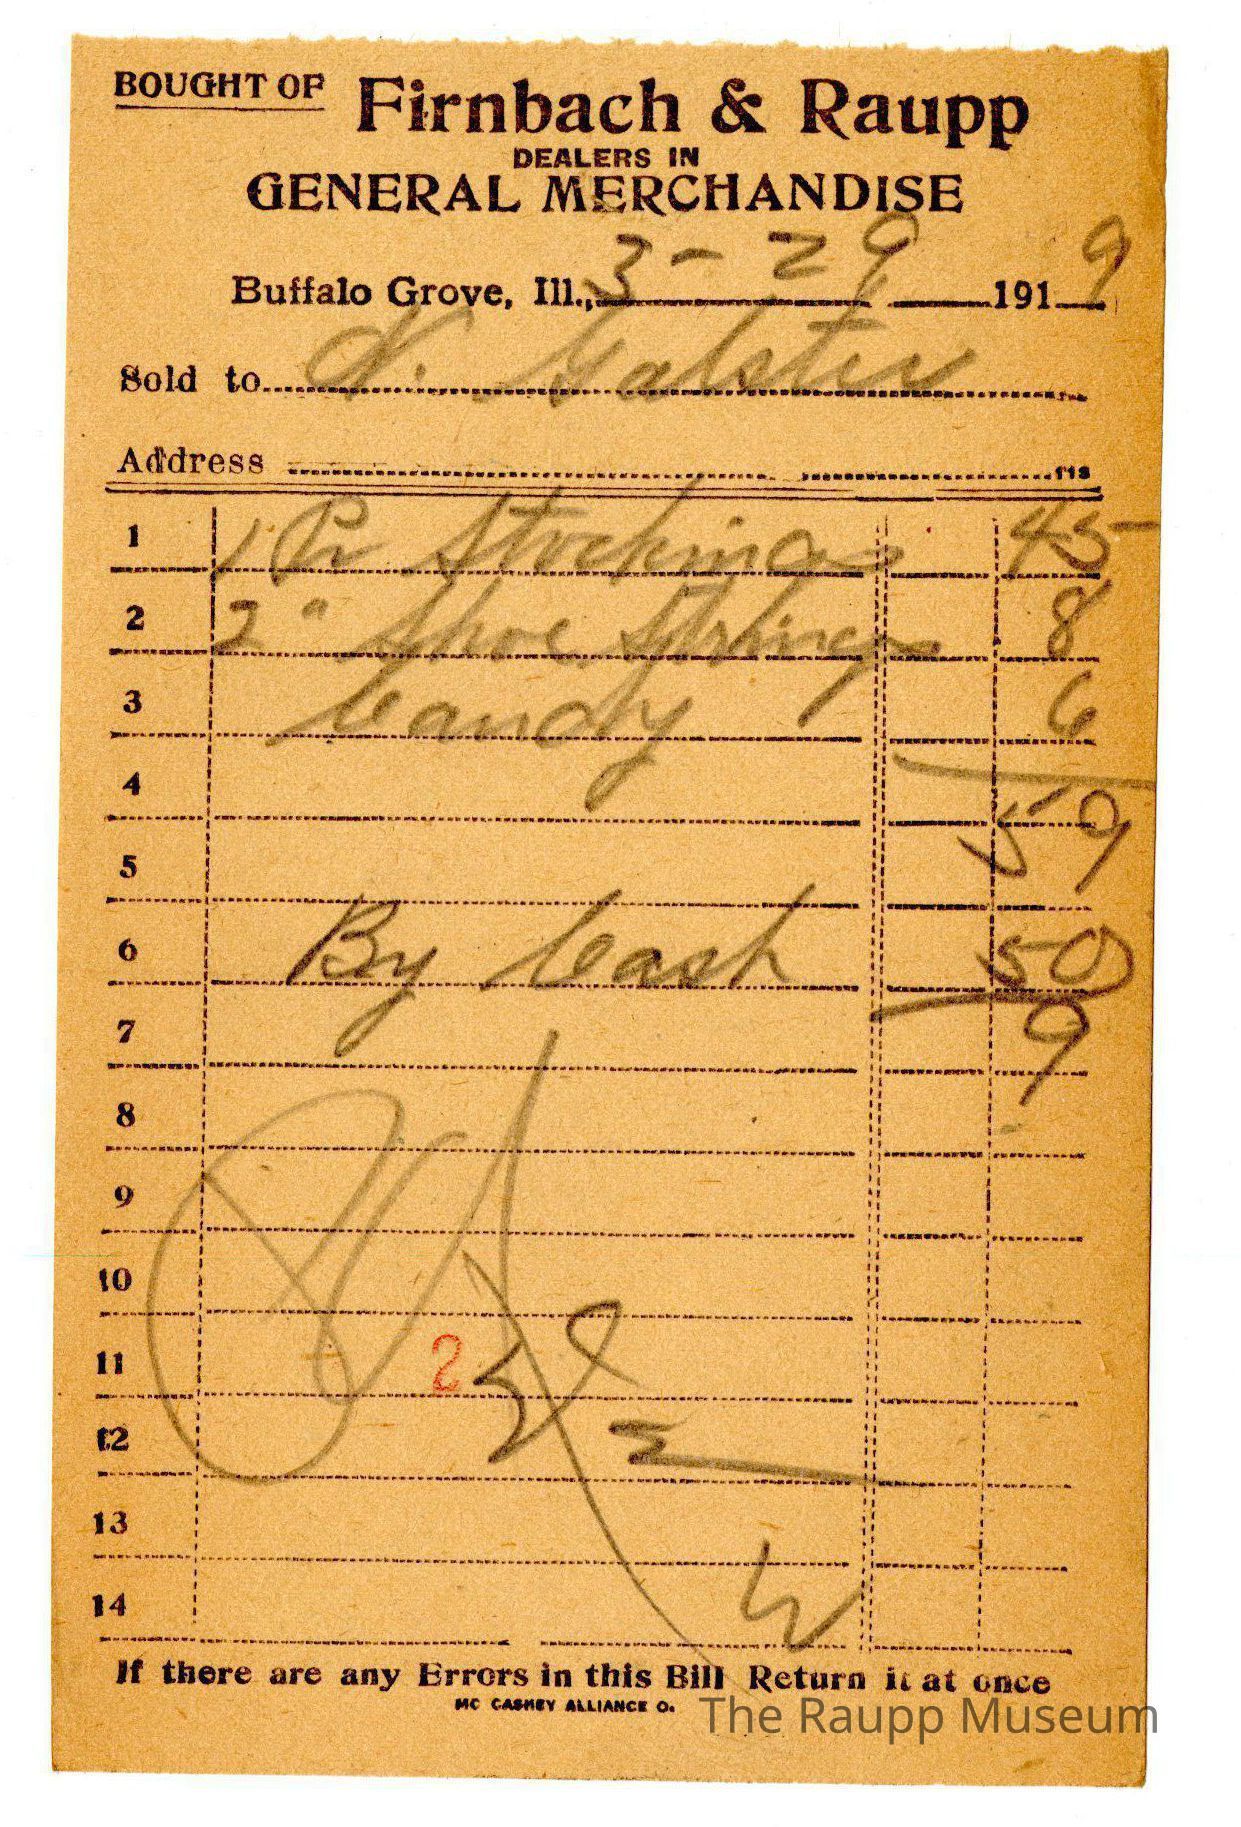 BOUGHT OF Firnbach & Raupp
DEALERS IN
GENERAL MERCHANDISE
Buffalo Grove, Ill., 3 - 29 1919
Sold to N. Galster
Address
1 1 Pr Stockings 45
2 2 " Shoe Strings 8
3 Candy 6
4 59
5
6 By Cash 50
7 9
8
9
10
11 2
12
13
14
If there are any Errors in this Bill Return it at once
MC CASKEY ALLIANCE O.
The Raupp Museum